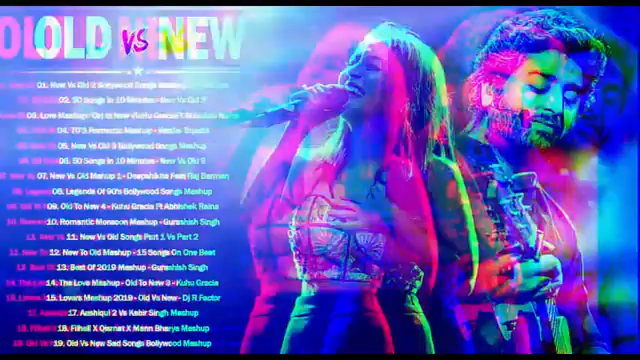 OLD VS NEW
01. New Vs Old 2 Bollywood Songs Mashup
02. 50 Songs in 10 Minutes - New Vs Old 3
03. Love Mashup
04. 70'S Romantic Mashup
05. New Vs Old 3 Bollywood Songs Mashup
06. 50 Songs in 10 Minutes - New Vs Old 3
07. New Vs Old Mahup 1 - Deepshikha Feat. Raj Barman
08. Legends Of 90's Bollywood Songs Mashup
09. Old To New 4 - Kuhu Gracia Ft Abhishek Raina
10. Romantic Monsoon Mashup - Gurashish Singh
11. New Vs Old Songs Part 1 Vs Part 2
12. New To Old Mashup - 15 Songs On One Beat
13. Best Of 2019 Mashup - Gurashish Singh
14. The Love Mashup - Old To New 3 - Kuhu Gracia
15. Lovers Mashup 2019 - Old Vs New - Dj R Factor
17. Aashiqui 2 Vs Kabir Singh Mashup
18. Filhall X Qismat X Mann Bharya Mashup
19. Old Vs New Sad Songs Bollywood Mashup